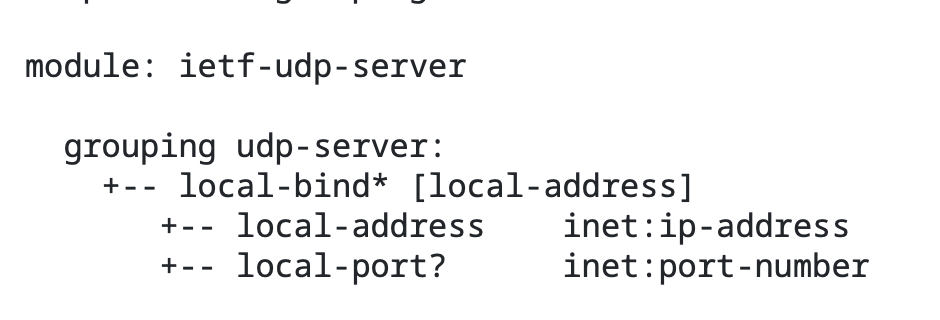 module: ietf-udp-server
grouping udp-server:
+-- local-bind* [local-address]
+-- local-address    inet:ip-address
+-- local-port?      inet:port-number